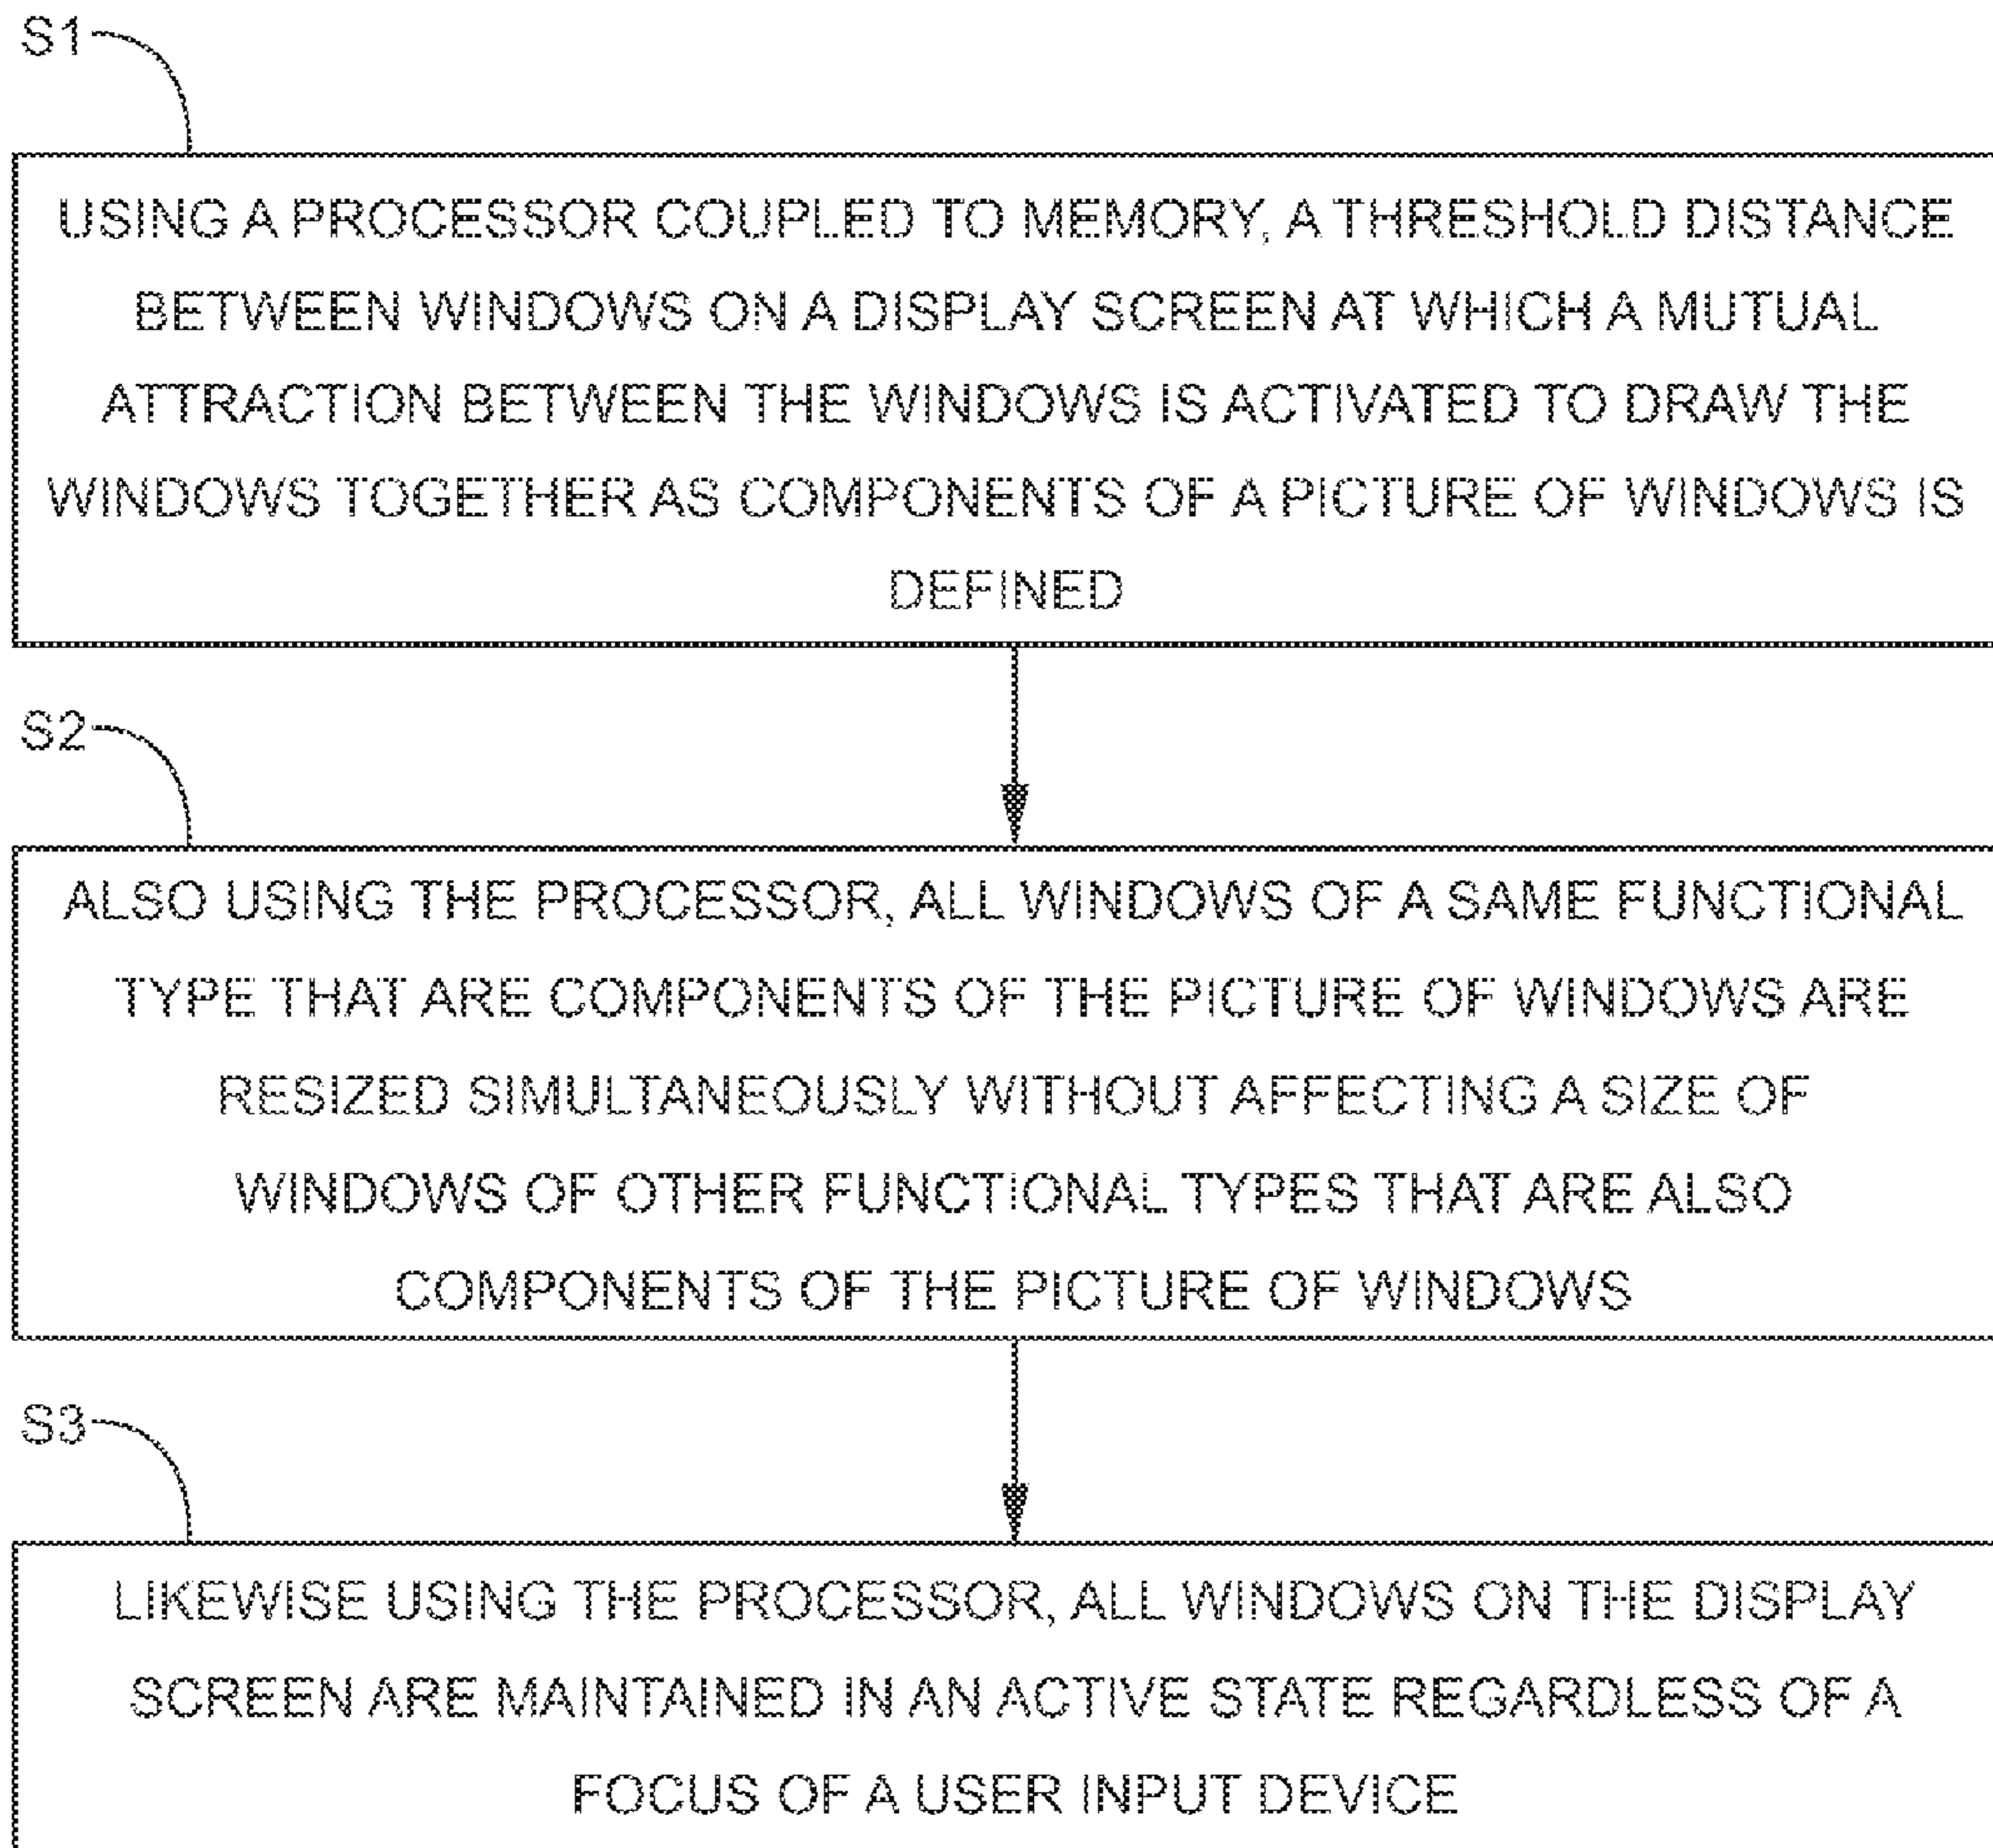 S1
USING A PROCESSOR COUPLED TO MEMORY, A THRESHOLD DISTANCE
BETWEEN WINDOWS ON A DISPLAY SCREEN AT WHICH A MUTUAL
ATTRACTION BETWEEN THE WINDOWS IS ACTIVATED TO DRAW THE
WINDOWS TOGETHER AS COMPONENTS OF A PICTURE OF WINDOWS IS
DEFINED
S2
ALSO USING THE PROCESSOR, ALL WINDOWS OF A SAME FUNCTIONAL
TYPE THAT ARE COMPONENTS OF THE PICTURE OF WINDOWS ARE
RESIZED SIMULTANEOUSLY WITHOUT AFFECTING A SIZE OF
WINDOWS OF OTHER FUNCTIONAL TYPES THAT ARE ALSO
COMPONENTS OF THE PICTURE OF WINDOWS
S3
LIKEWISE USING THE PROCESSOR, ALL WINDOWS ON THE DISPLAY
SCREEN ARE MAINTAINED IN AN ACTIVE STATE REGARDLESS OF A
FOCUS OF A USER INPUT DEVICE